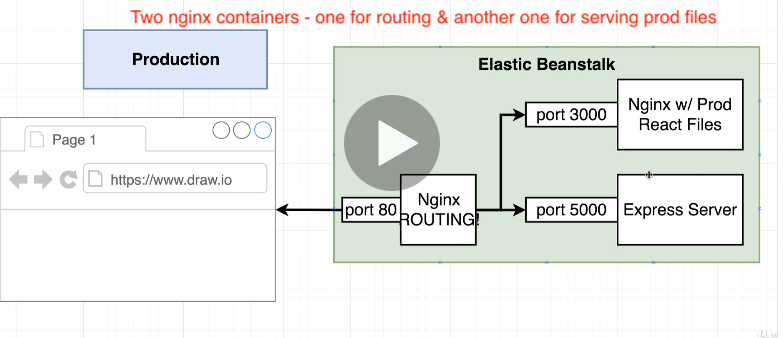 Two nginx containers - one for routing & another one for serving prod files
Production
Elastic Beanstalk
Page 1
https://www.draw.io
port 80
Nginx
ROUTING!
port 3000
Nginx w/ Prod
React Files
port 5000
Express Server